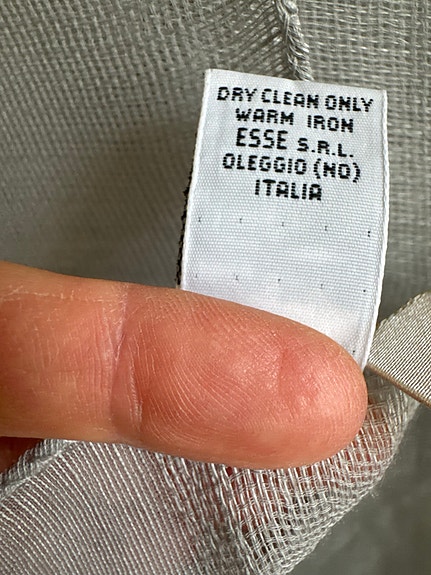 DRY CLEAN ONLY
WARM IRON
ESSE S.R.L.
OLEGGIO (NO)
ITALIA